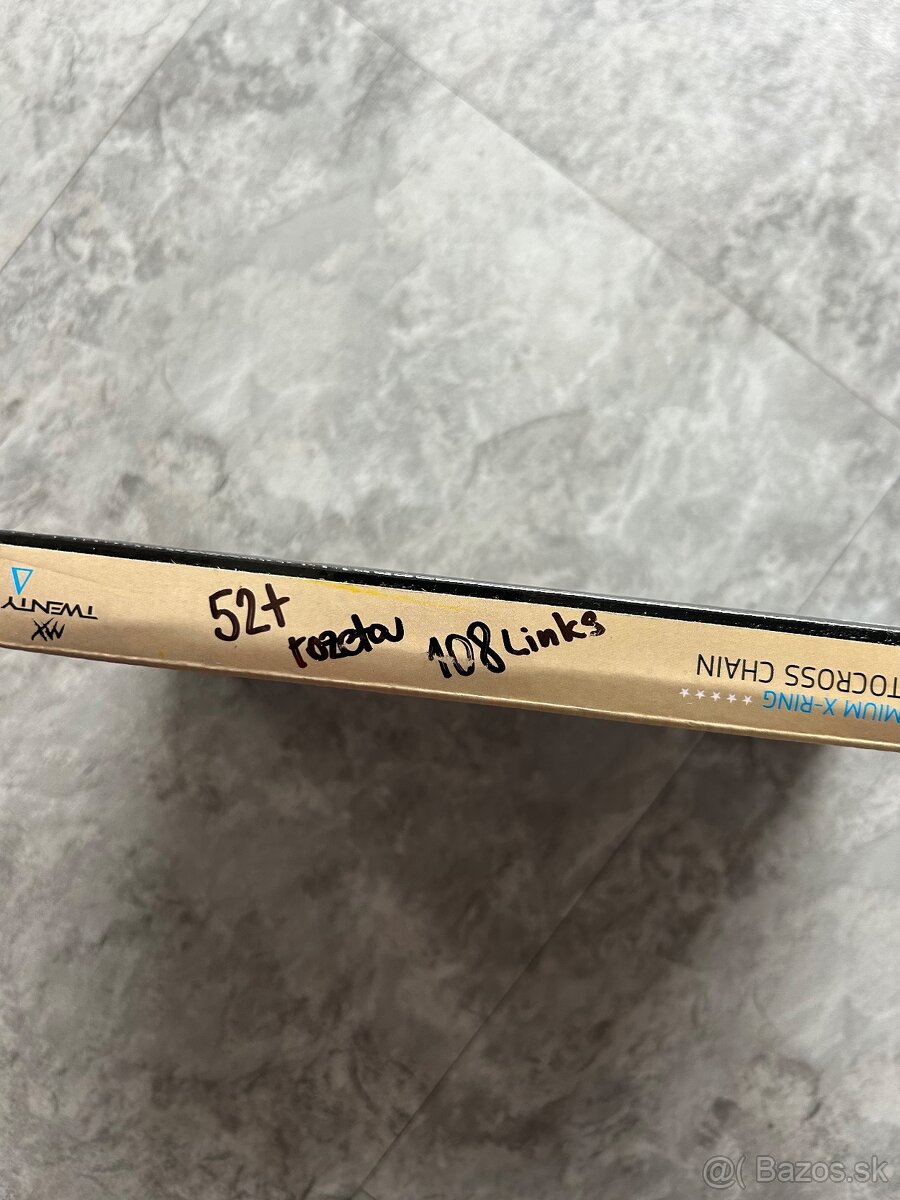 52t
rozeta 108 Links
TWENTY
MX
TOCROSS CHAIN
MIUM X-RING
@( Bazos.sk